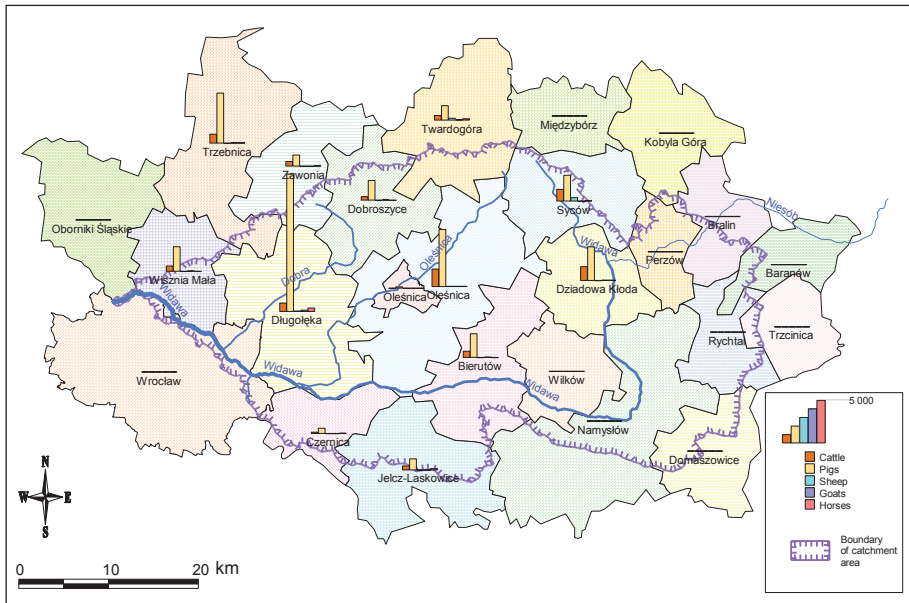 Trzebnica
Twardogóra
Międzybórz
Kobyla Góra
Zawonia
Dobroszyce
Syców
Niesób
Bralin
Oborniki Śląskie
Wisznia Mała
Widawa
Dobra
Oleśnica
Oleśnica
Oleśnica
Widawa
Perzów
Baranów
Dziadowa Kłoda
Długołęka
Rychtal
Trzcinica
Wrocław
Widawa
Bierutów
Wilków
Widawa
Namysłów
Czernica
Jelcz-Laskowice
Domaszowice
5 000
Cattle
Pigs
Sheep
Goats
Horses
Boundary
of catchment
area
N
W E
S
0 10 20 km